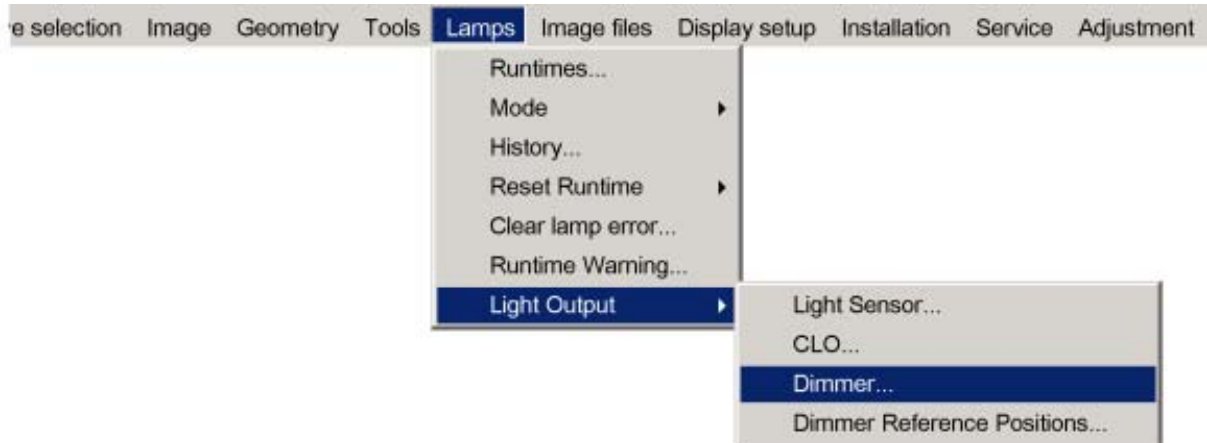 e selection Image Geometry Tools Lamps Image files Display setup Installation Service Adjustment
Runtimes...
Mode
History...
Reset Runtime
Clear lamp error...
Runtime Warning...
Light Output
Light Sensor...
CLO...
Dimmer...
Dimmer Reference Positions...